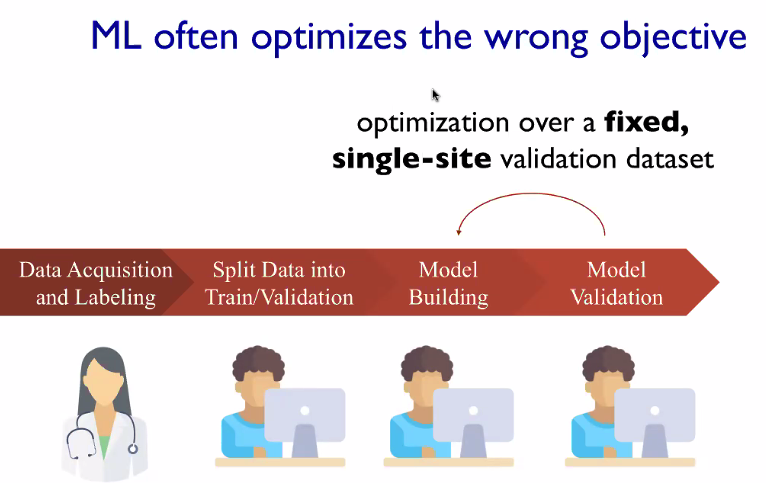 ML often optimizes the wrong objective
optimization over a fixed,
single-site validation dataset
Data Acquisition
and Labeling
Split Data into
Train/Validation
Model
Building
Model
Validation